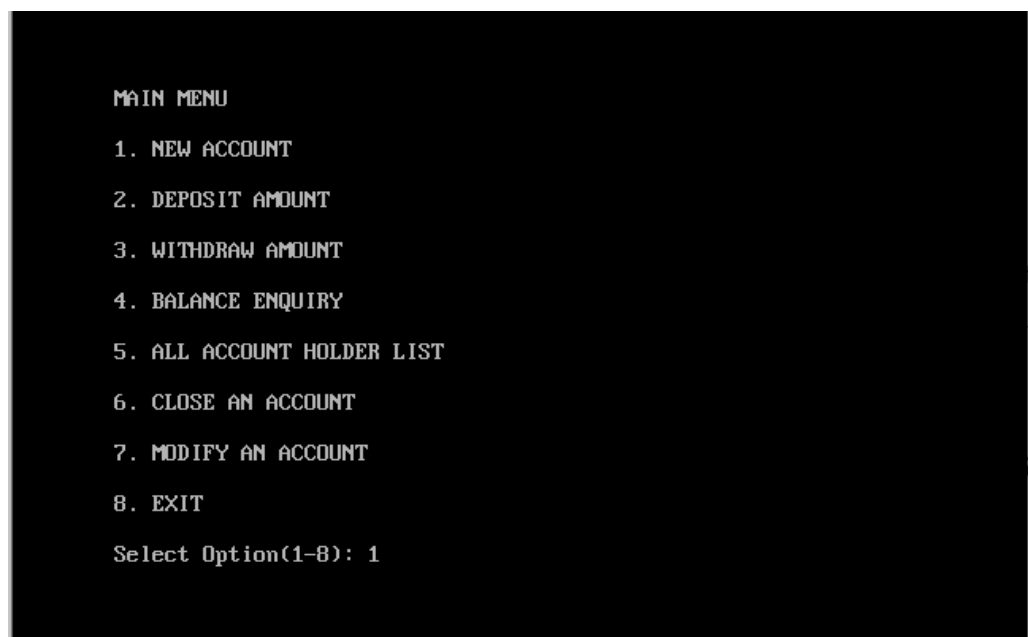 MAIN MENU
1. NEW ACCOUNT
2. DEPOSIT AMOUNT
3. WITHDRAW AMOUNT
4. BALANCE ENQUIRY
5. ALL ACCOUNT HOLDER LIST
6. CLOSE AN ACCOUNT
7. MODIFY AN ACCOUNT
8. EXIT
Select Option(1-8): 1